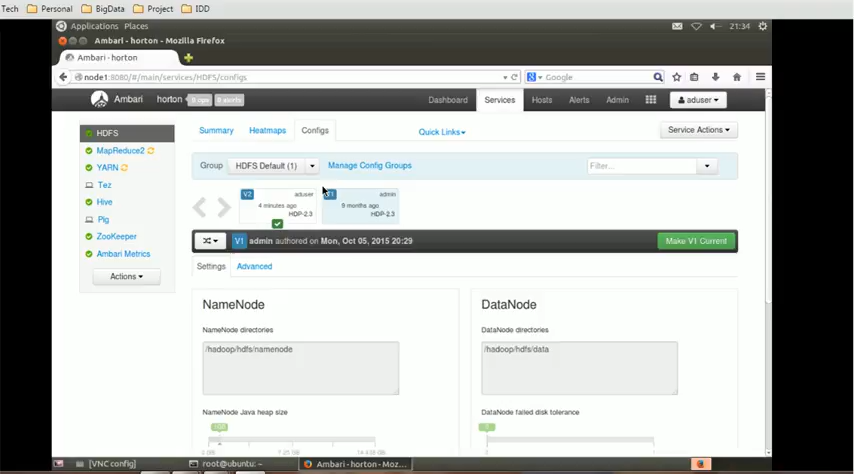 Tech Personal BigData Project IDD
Applications Places 21:34
Ambari - horton - Mozilla Firefox
Ambari - horton
node1:8080/#/main/services/HDFS/configs Google
Ambari horton 0 ops 0 alerts Dashboard Services Hosts Alerts Admin aduser
HDFS
MapReduce2
YARN
Tez
Hive
Pig
ZooKeeper
Ambari Metrics
Actions
Summary Heatmaps Configs Quick Links Service Actions
Group HDFS Default (1) Manage Config Groups Filter...
V2 aduser
4 minutes ago
HDP-2.3
V1 admin
9 months ago
HDP-2.3
V1 admin authored on Mon, Oct 05, 2015 20:29 Make V1 Current
Settings Advanced
NameNode
NameNode directories
/hadoop/hdfs/namenode
NameNode Java heap size
DataNode
DataNode directories
/hadoop/hdfs/data
DataNode failed disk tolerance
0
[VNC config] root@ubuntu: ~ Ambari - horton - Moz...